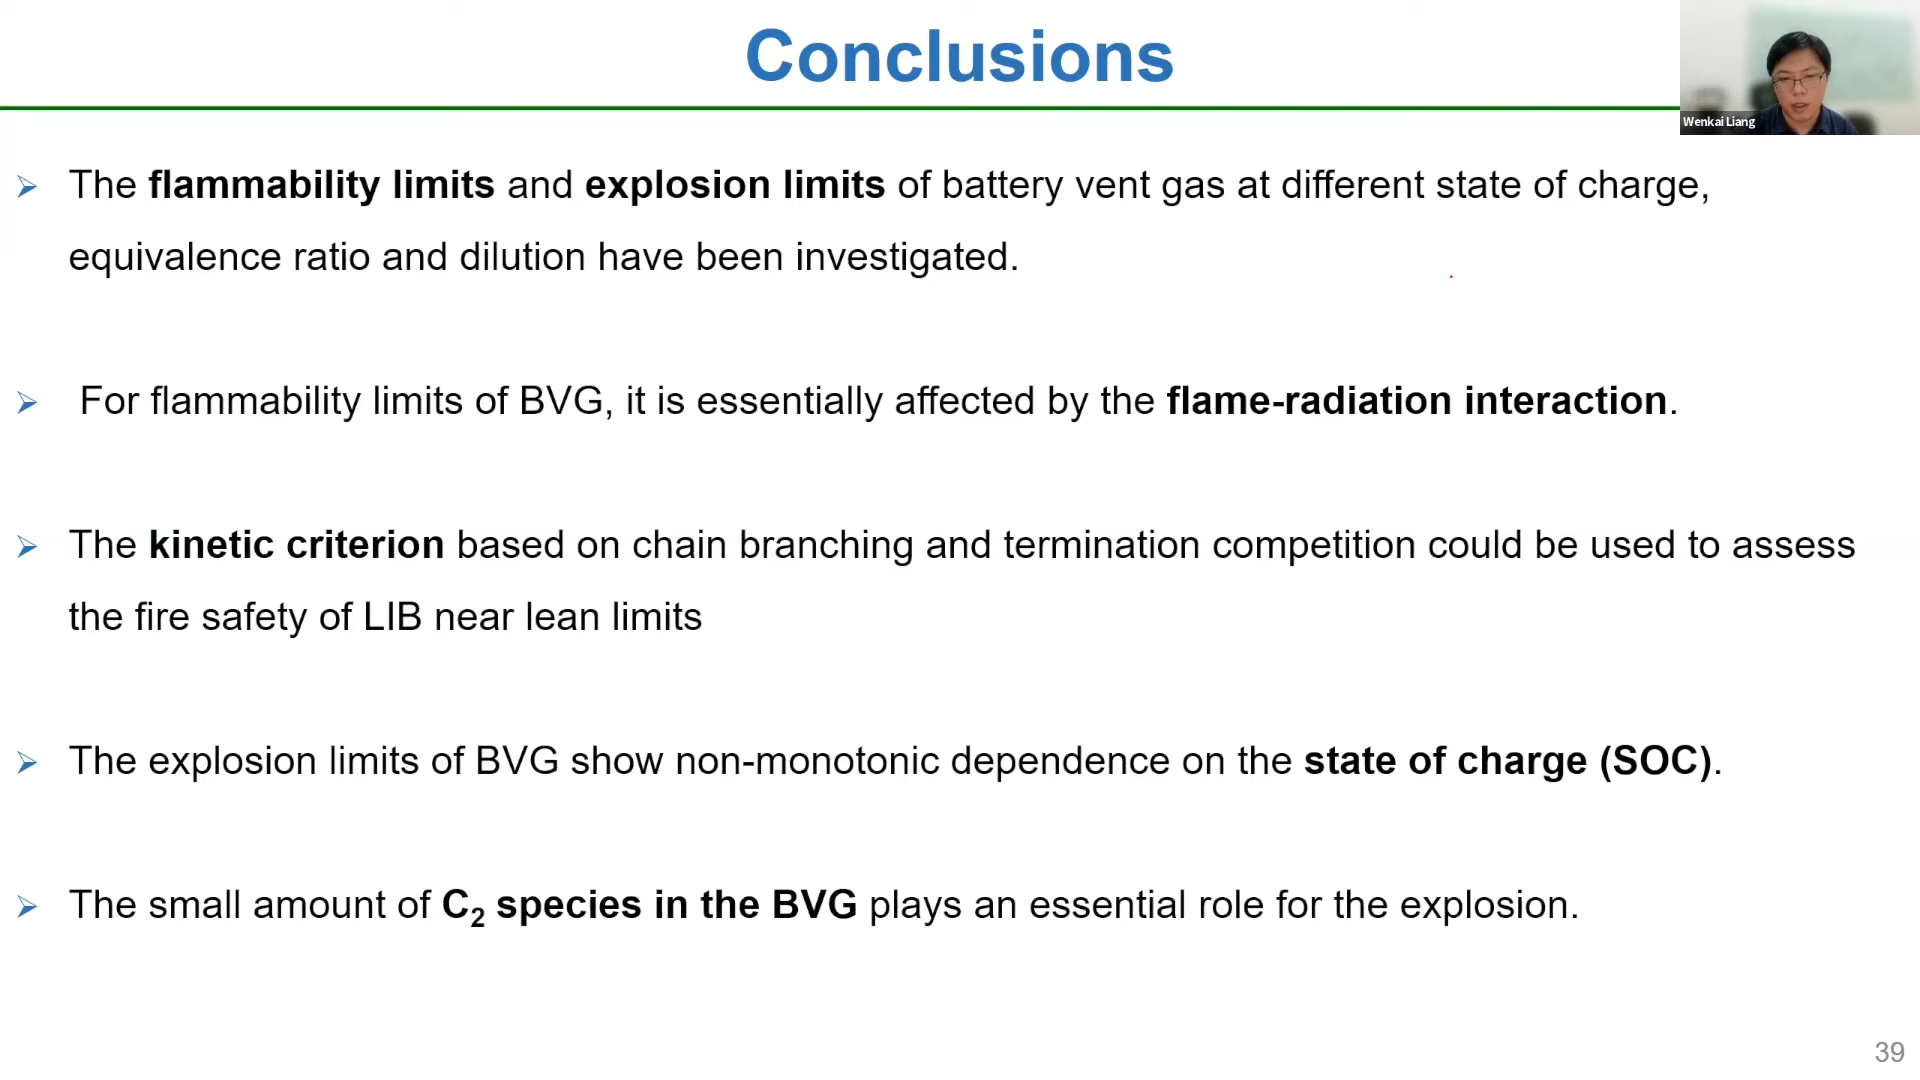 Conclusions
Wenkai Liang
The flammability limits and explosion limits of battery vent gas at different state of charge,
equivalence ratio and dilution have been investigated.
For flammability limits of BVG, it is essentially affected by the flame-radiation interaction.
The kinetic criterion based on chain branching and termination competition could be used to assess
the fire safety of LIB near lean limits
The explosion limits of BVG show non-monotonic dependence on the state of charge (SOC).
The small amount of C₂ species in the BVG plays an essential role for the explosion.
39